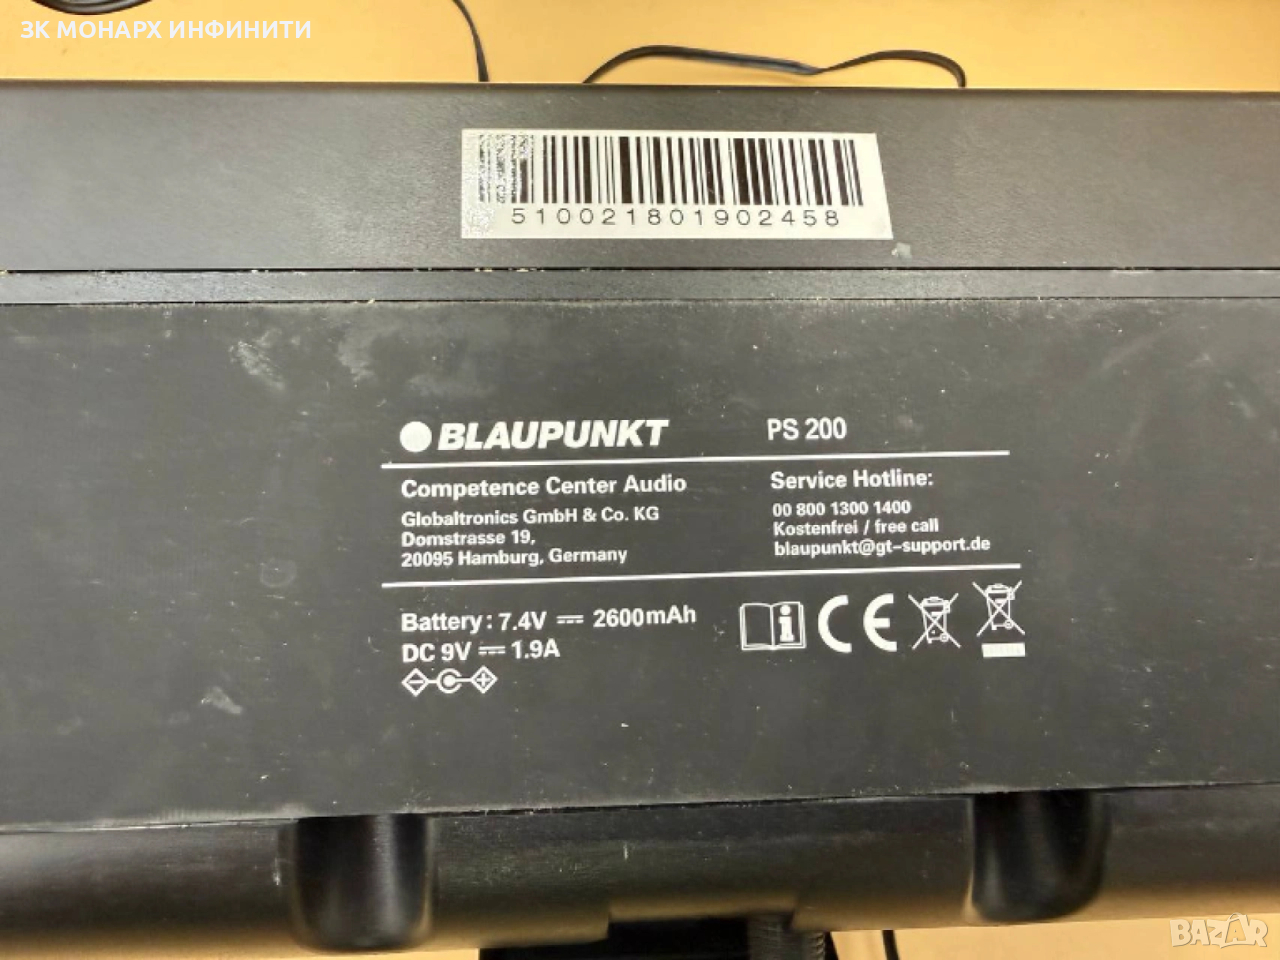 ЗК МОНАРХ ИНФИНИТИ
510021801902458
BLAUPUNKT
PS 200
Competence Center Audio
Globaltronics GmbH & Co. KG
Domstrasse 19,
20095 Hamburg, Germany
Service Hotline:
00 800 1300 1400
Kostenfrei / free call
blaupunkt@gt-support.de
Battery: 7.4V ⎓ 2600mAh
DC 9V ⎓ 1.9A
CE
BAZAR